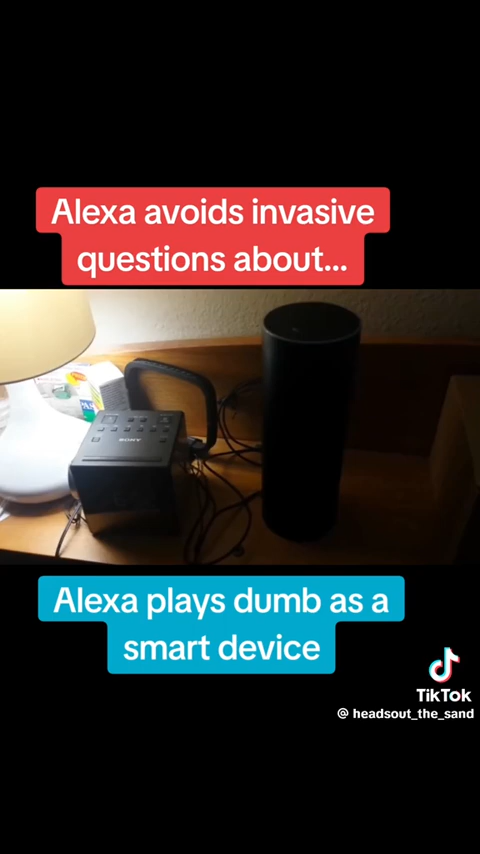 Alexa avoids invasive
questions about...
SONY
Alexa plays dumb as a
smart device
TikTok
@ headsout_the_sand